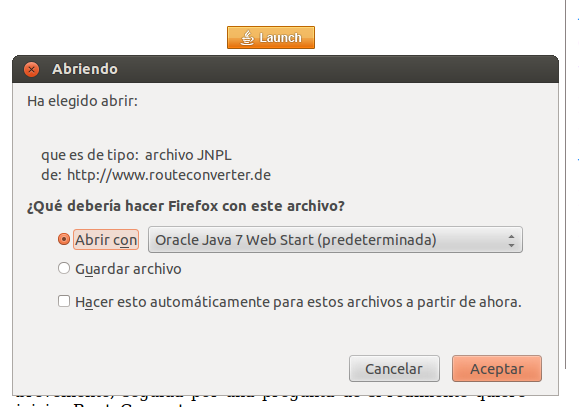 Launch
Abriendo
Ha elegido abrir:
que es de tipo: archivo JNPL
de: http://www.routeconverter.de
¿Qué debería hacer Firefox con este archivo?
Abrir con Oracle Java 7 Web Start (predeterminada)
Guardar archivo
Hacer esto automáticamente para estos archivos a partir de ahora.
Cancelar Aceptar